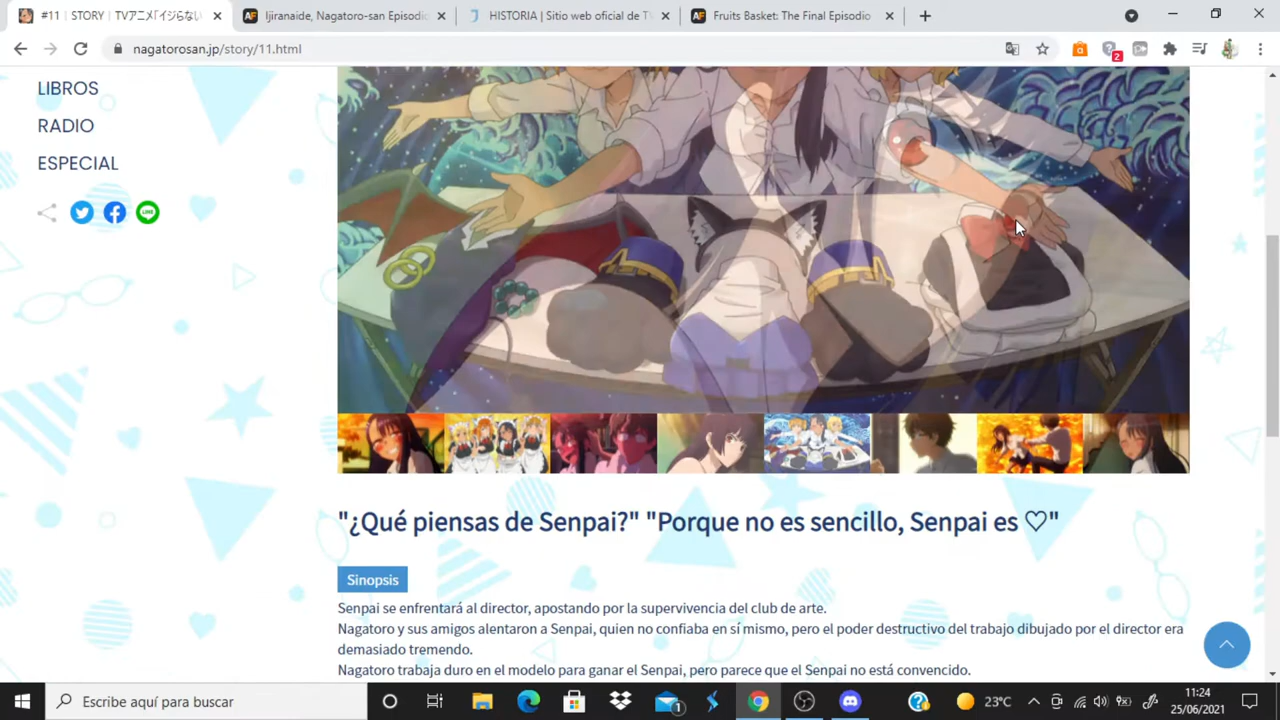 #11 | STORY | TVアニメ「イジらない
Ijiranaide, Nagatoro-san Episodio
HISTORIA | Sitio web oficial de TV
Fruits Basket: The Final Episodio
nagatorosan.jp/story/11.html
2
LIBROS
RADIO
ESPECIAL
LINE
"¿Qué piensas de Senpai?" "Porque no es sencillo, Senpai es ♡"
Sinopsis
Senpai se enfrentará al director, apostando por la supervivencia del club de arte.
Nagatoro y sus amigos alentaron a Senpai, quien no confiaba en sí mismo, pero el poder destructivo del trabajo dibujado por el director era
demasiado tremendo.
Nagatoro trabaja duro en el modelo para ganar el Senpai, pero parece que el Senpai no está convencido.
Escribe aquí para buscar
1
23°C
11:24
25/06/2021